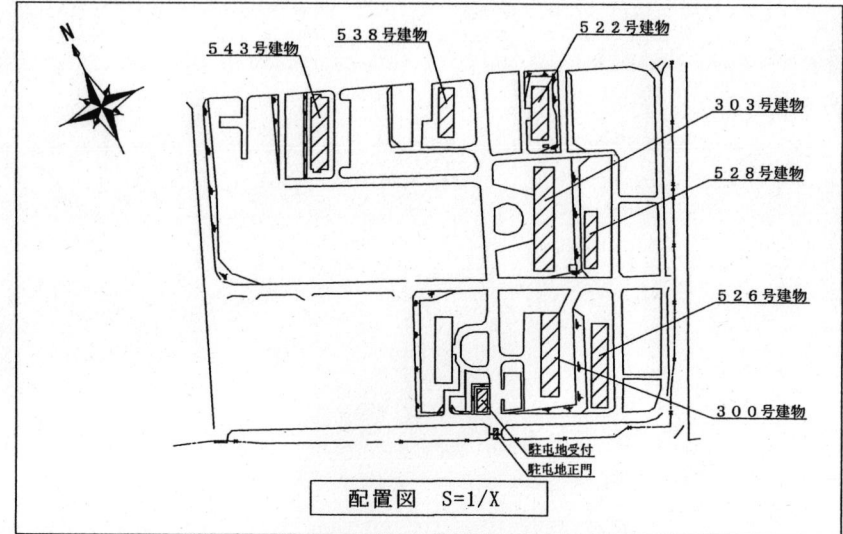 N
543号建物
538号建物
522号建物
303号建物
528号建物
526号建物
300号建物
駐屯地受付
駐屯地正門
配置図 S=1/X